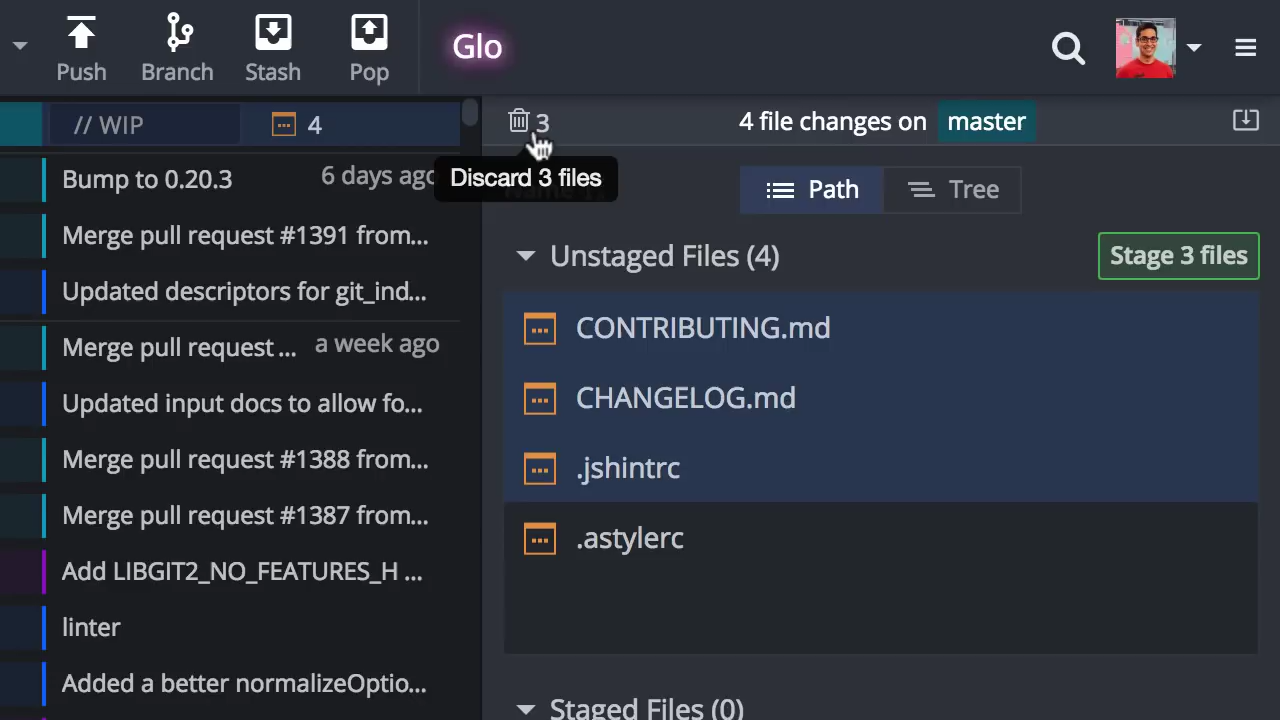 Push
Branch
Stash
Pop
Glo
// WIP
4
3
4 file changes on master
Discard 3 files
Bump to 0.20.3
6 days ago
Path
Tree
Merge pull request #1391 from...
Unstaged Files (4)
Stage 3 files
Updated descriptors for git_ind...
CONTRIBUTING.md
Merge pull request ...
a week ago
Updated input docs to allow fo...
CHANGELOG.md
Merge pull request #1388 from...
.jshintrc
Merge pull request #1387 from...
.astylerc
Add LIBGIT2_NO_FEATURES_H ...
linter
Added a better normalizeOptio...
Staged Files (0)